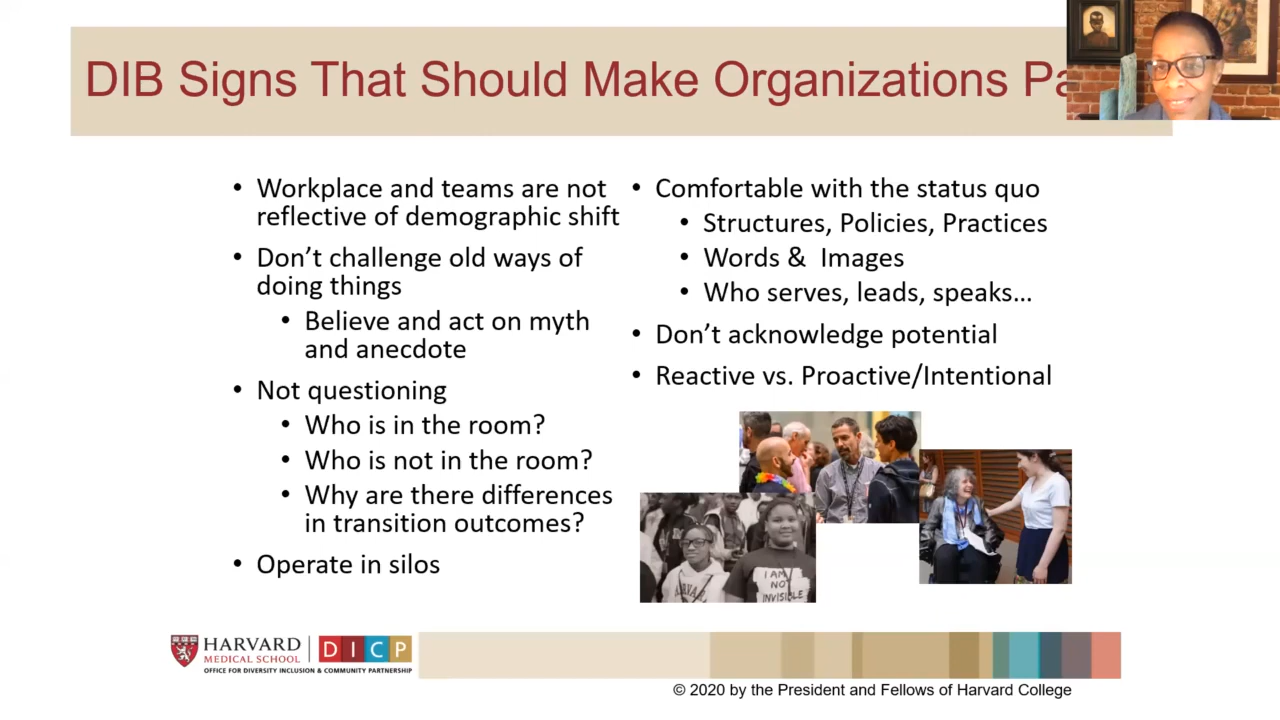 DIB Signs That Should Make Organizations Pa
Workplace and teams are not
reflective of demographic shift
Don't challenge old ways of
doing things
Believe and act on myth
and anecdote
Not questioning
Who is in the room?
Who is not in the room?
Why are there differences
in transition outcomes?
Operate in silos
Comfortable with the status quo
Structures, Policies, Practices
Words & Images
Who serves, leads, speaks...
Don't acknowledge potential
Reactive vs. Proactive/Intentional
I AM
NOT
INVISIBLE
HARVARD
MEDICAL SCHOOL
DICP
OFFICE FOR DIVERSITY INCLUSION & COMMUNITY PARTNERSHIP
© 2020 by the President and Fellows of Harvard College